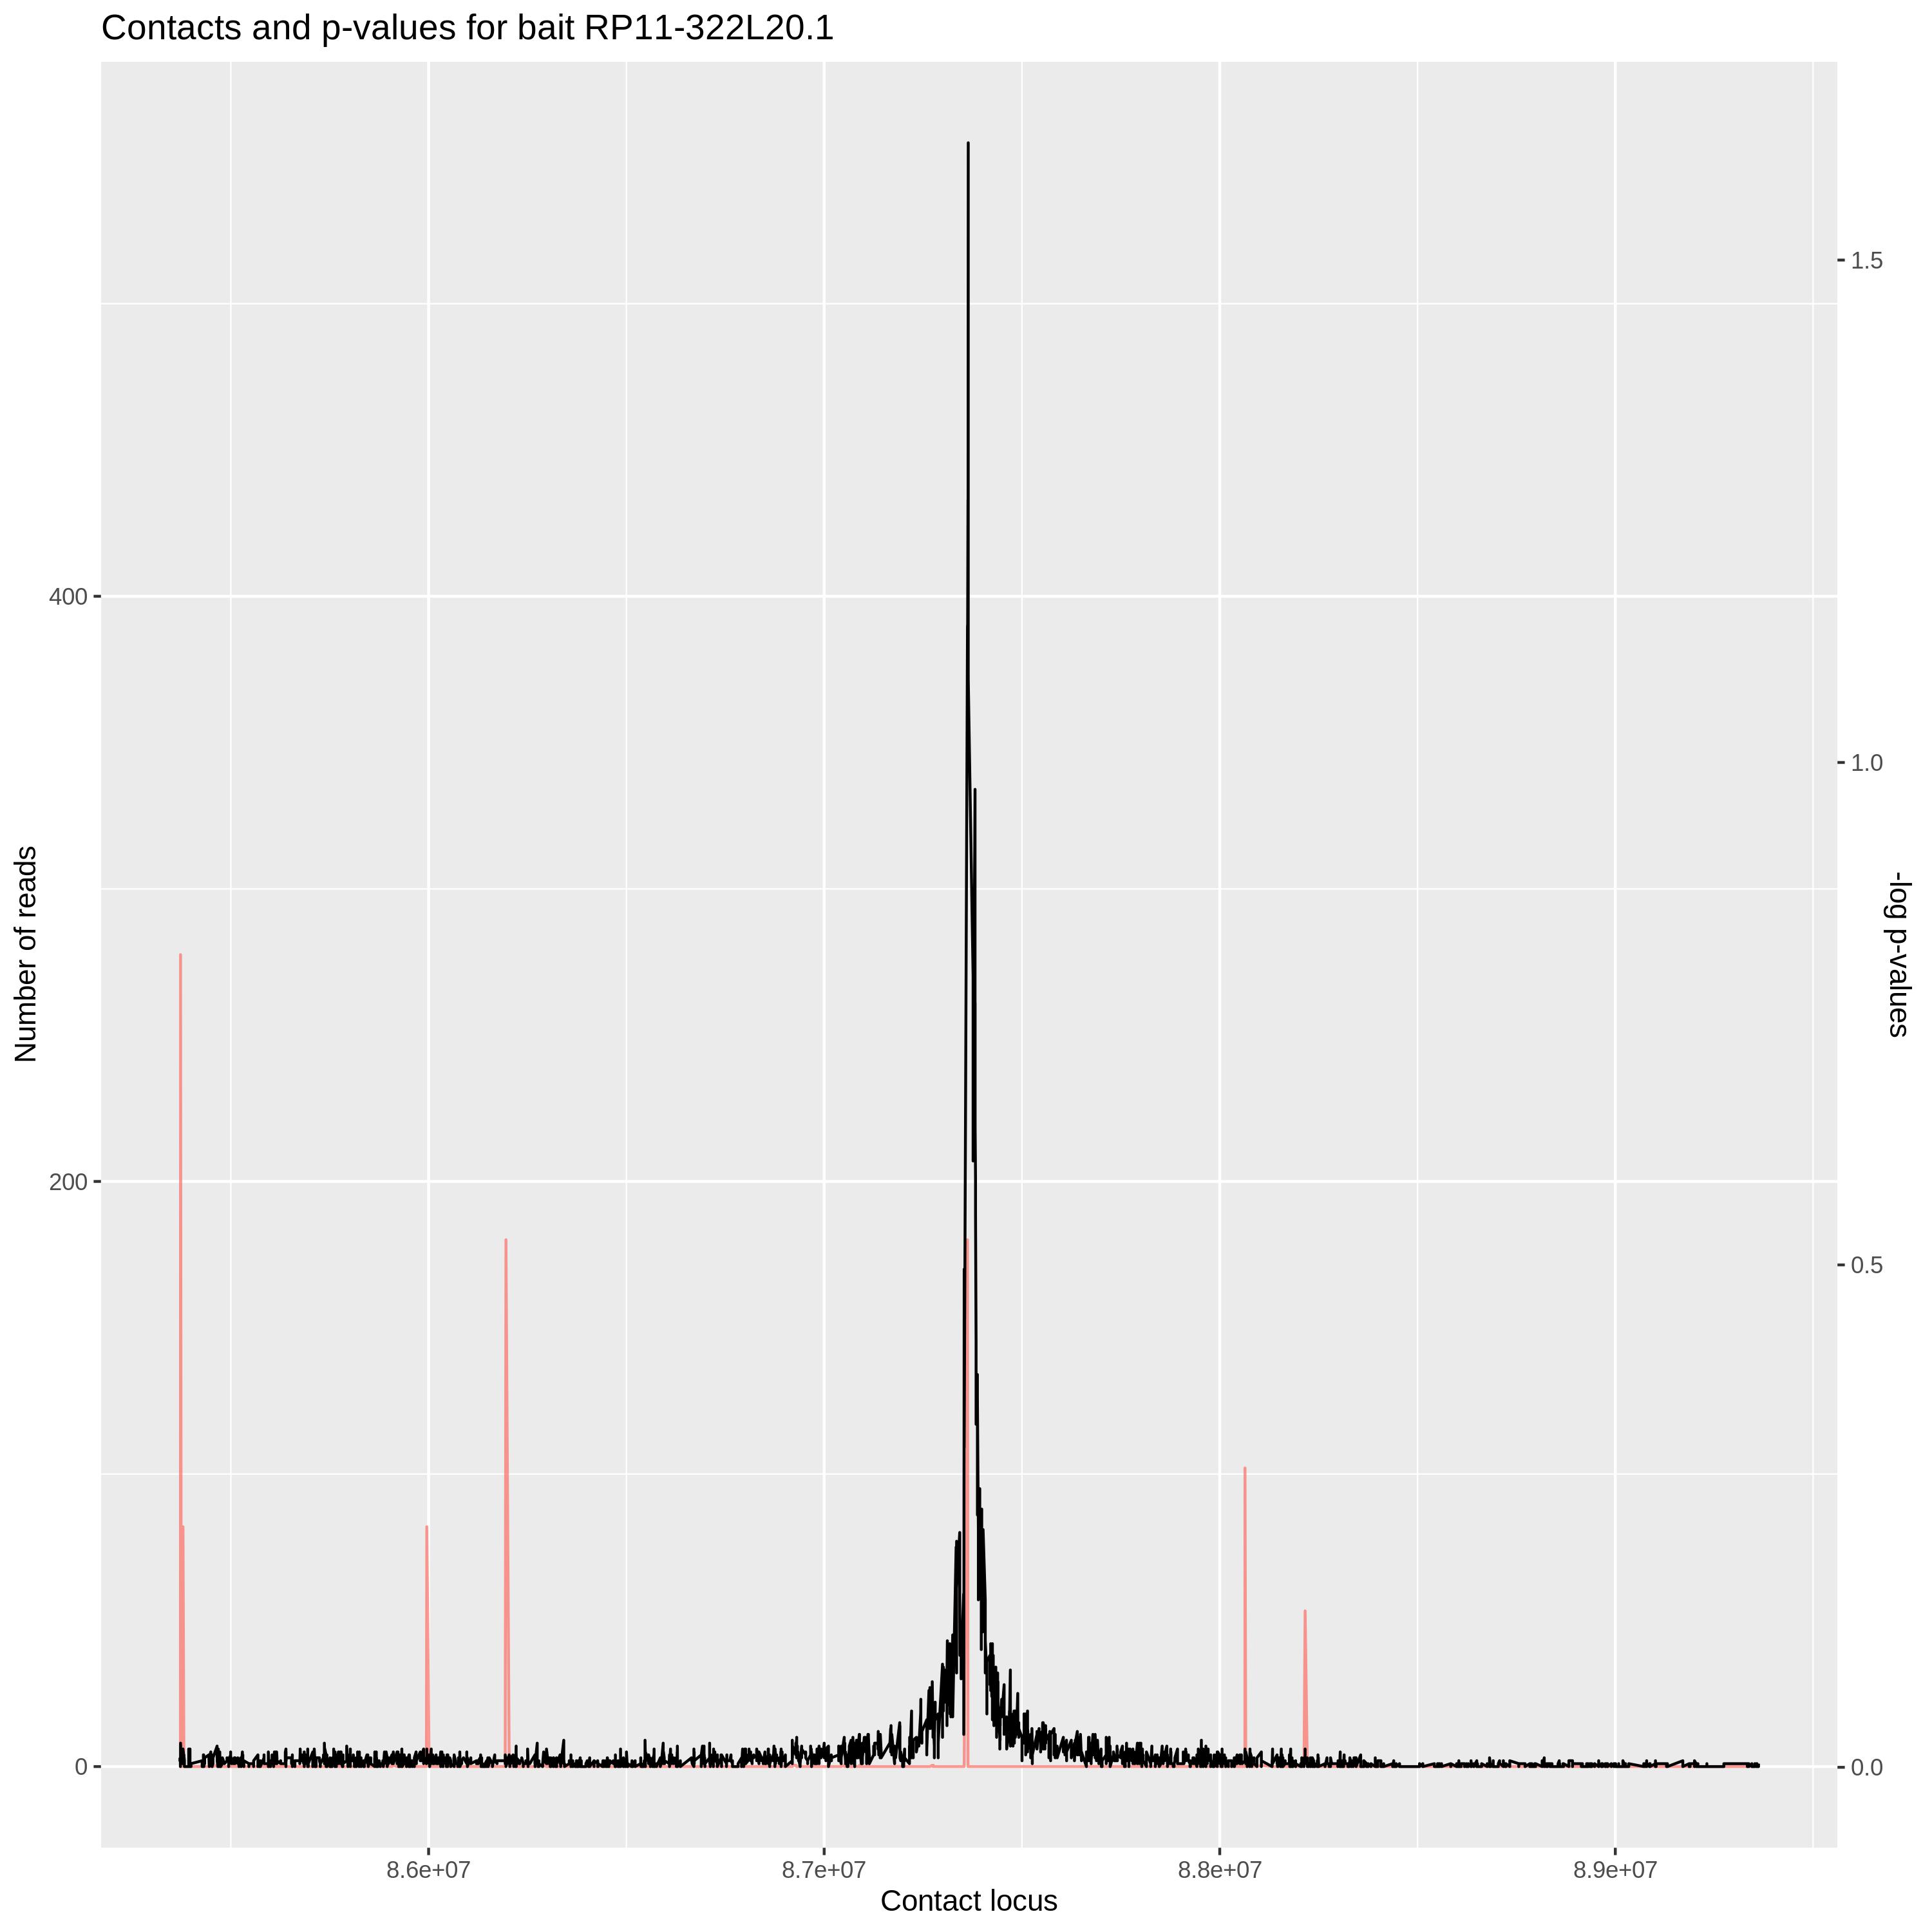 Contacts and p-values for bait RP11-322L20.1
Number of reads
400
200
0
1.5
1.0
0.5
0.0
-log p-values
8.6e+07 8.7e+07 8.8e+07 8.9e+07
Contact locus